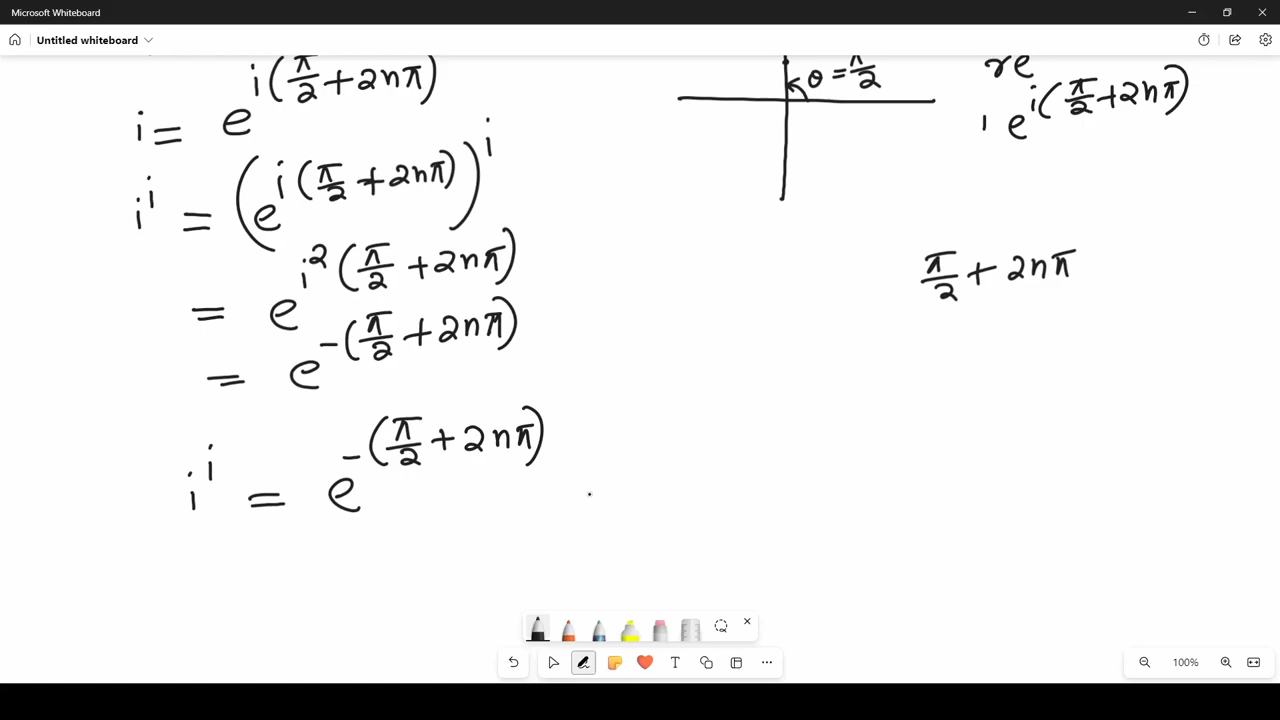 Microsoft Whiteboard
Untitled whiteboard
i = e^{i(π/2 + 2nπ)}
i^i = (e^{i(π/2 + 2nπ)})^i
= e^{i^2(π/2 + 2nπ)}
= e^{-(π/2 + 2nπ)}
i^i = e^{-(π/2 + 2nπ)}
θ = π/2
re
1 e^{i(π/2 + 2nπ)}
π/2 + 2nπ
100%